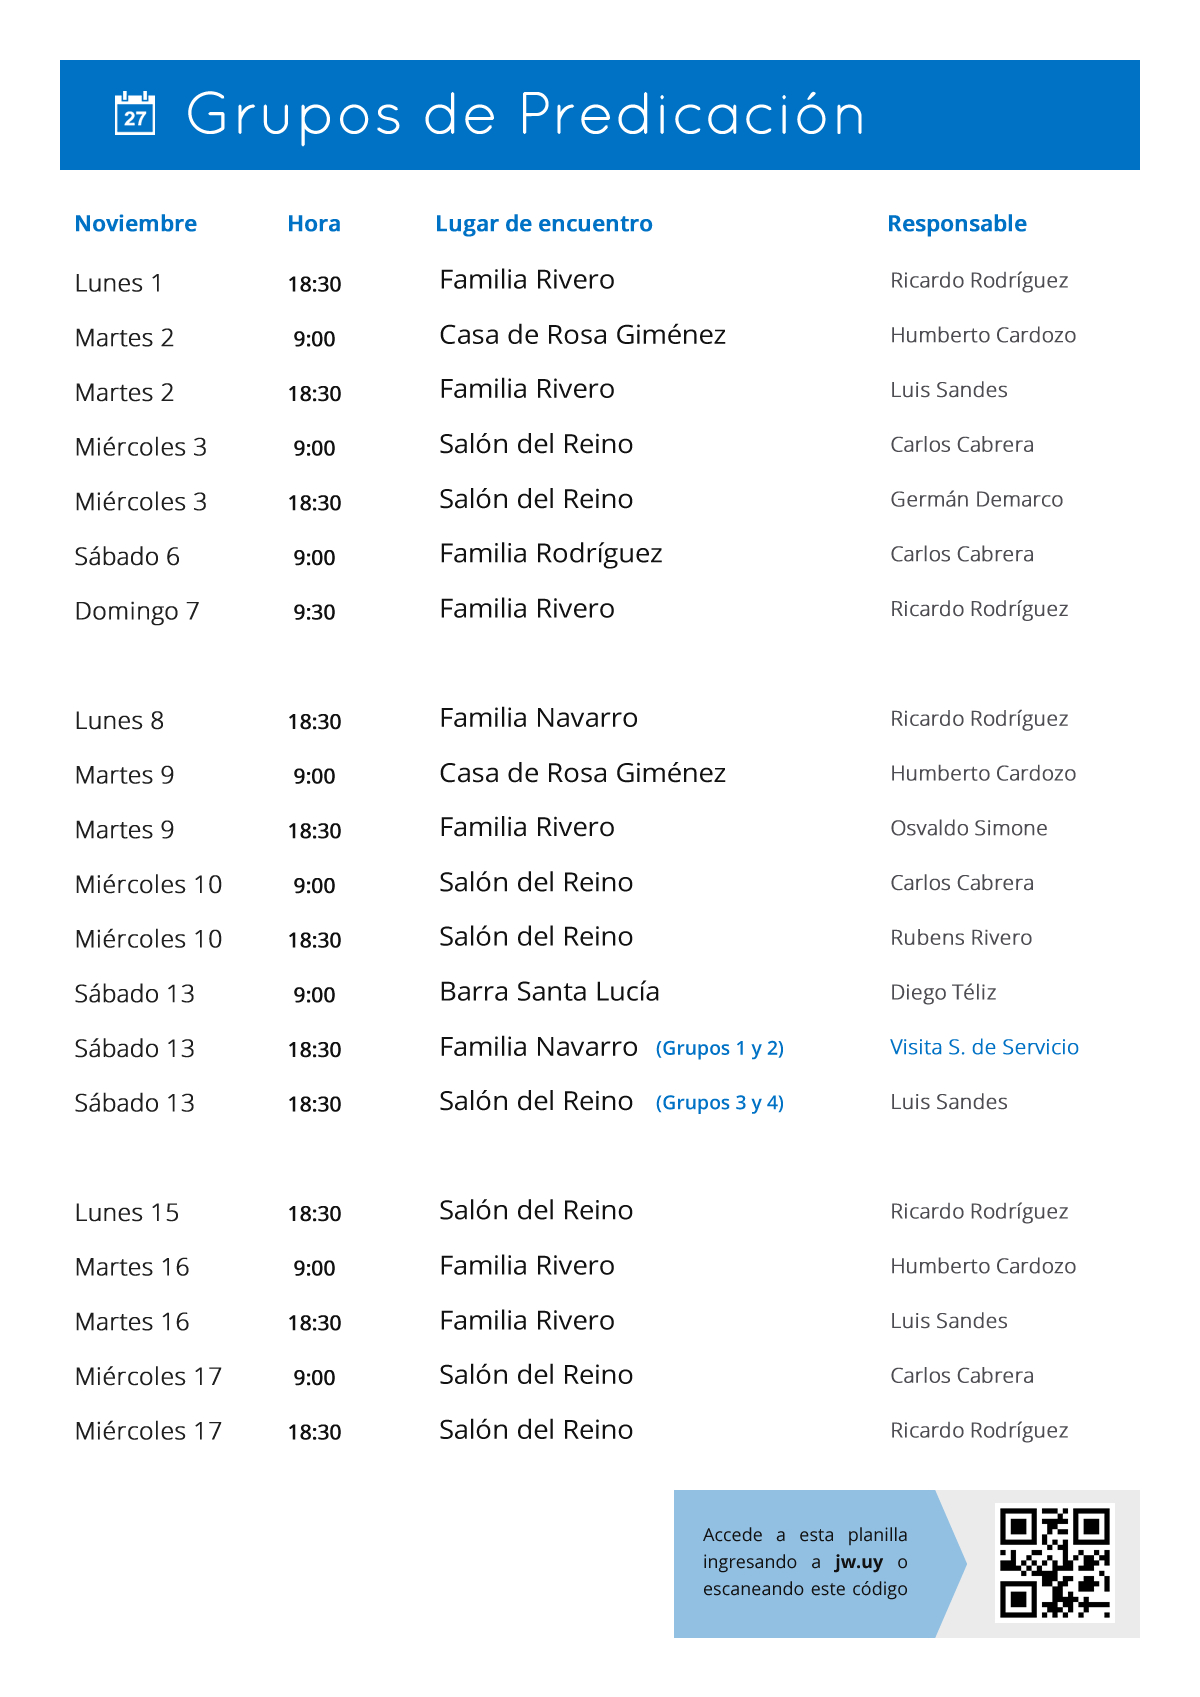 27 Grupos de Predicación
Noviembre Hora Lugar de encuentro Responsable
Lunes 1 18:30 Familia Rivero Ricardo Rodríguez
Martes 2 9:00 Casa de Rosa Giménez Humberto Cardozo
Martes 2 18:30 Familia Rivero Luis Sandes
Miércoles 3 9:00 Salón del Reino Carlos Cabrera
Miércoles 3 18:30 Salón del Reino Germán Demarco
Sábado 6 9:00 Familia Rodríguez Carlos Cabrera
Domingo 7 9:30 Familia Rivero Ricardo Rodríguez
Lunes 8 18:30 Familia Navarro Ricardo Rodríguez
Martes 9 9:00 Casa de Rosa Giménez Humberto Cardozo
Martes 9 18:30 Familia Rivero Osvaldo Simone
Miércoles 10 9:00 Salón del Reino Carlos Cabrera
Miércoles 10 18:30 Salón del Reino Rubens Rivero
Sábado 13 9:00 Barra Santa Lucía Diego Téliz
Sábado 13 18:30 Familia Navarro (Grupos 1 y 2) Visita S. de Servicio
Sábado 13 18:30 Salón del Reino (Grupos 3 y 4) Luis Sandes
Lunes 15 18:30 Salón del Reino Ricardo Rodríguez
Martes 16 9:00 Familia Rivero Humberto Cardozo
Martes 16 18:30 Familia Rivero Luis Sandes
Miércoles 17 9:00 Salón del Reino Carlos Cabrera
Miércoles 17 18:30 Salón del Reino Ricardo Rodríguez
Accede a esta planilla
ingresando a jw.uy o
escaneando este código